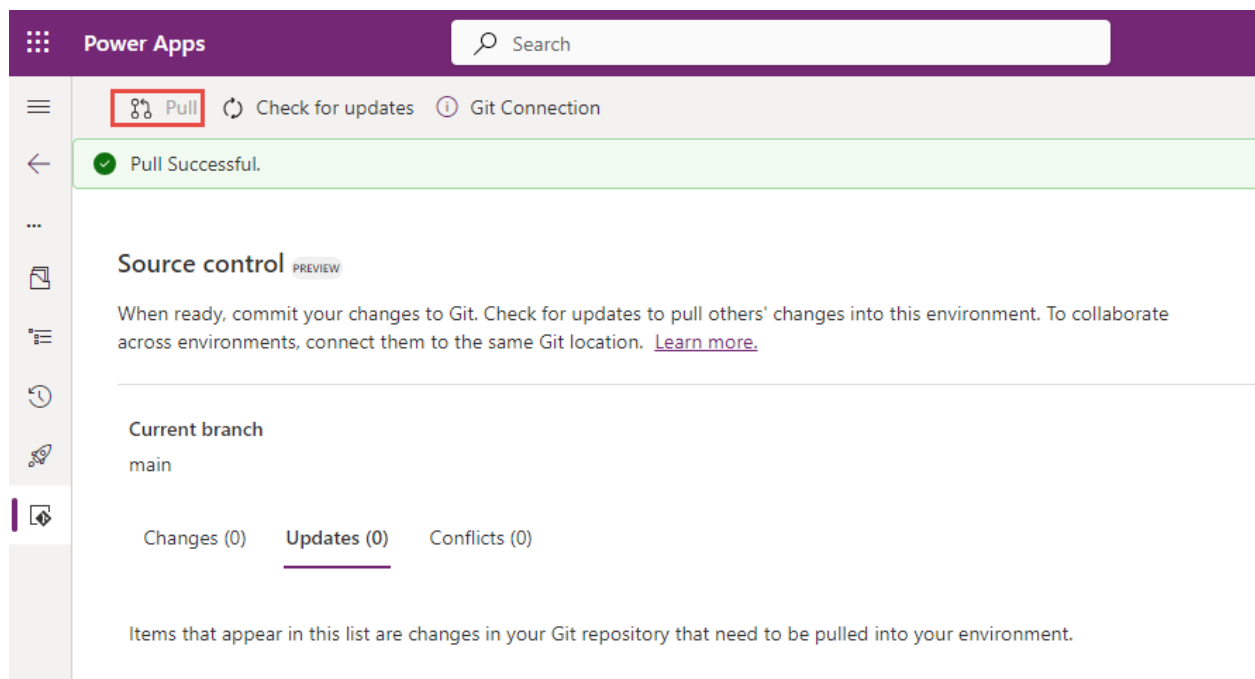 Power Apps
Search
Pull
Check for updates
Git Connection
Pull Successful.
Source control PREVIEW
When ready, commit your changes to Git. Check for updates to pull others' changes into this environment. To collaborate
across environments, connect them to the same Git location. Learn more.
Current branch
main
Changes (0)
Updates (0)
Conflicts (0)
Items that appear in this list are changes in your Git repository that need to be pulled into your environment.